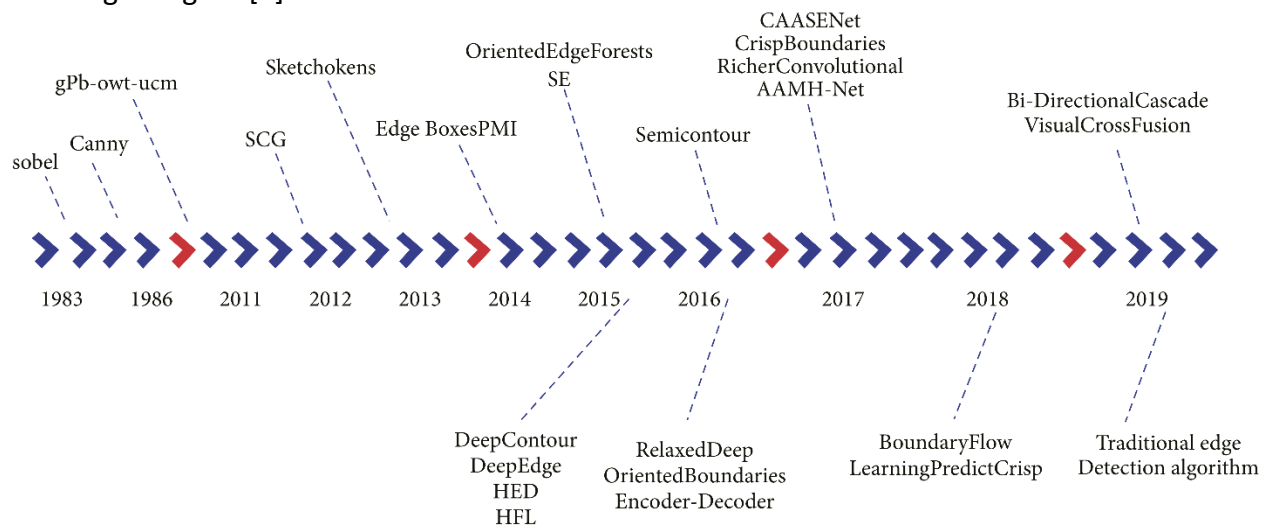 CAASENet
CrispBoundaries
RicherConvolutional
AAMH-Net
OrientedEdgeForests
SE
Sketchokens
gPb-owt-ucm
Bi-DirectionalCascade
VisualCrossFusion
Edge BoxesPMI
Semicontour
SCG
Canny
sobel
1983
1986
2011
2012
2013
2014
2015
2016
2017
2018
2019
DeepContour
DeepEdge
HED
HFL
RelaxedDeep
OrientedBoundaries
Encoder-Decoder
BoundaryFlow
LearningPredictCrisp
Traditional edge
Detection algorithm